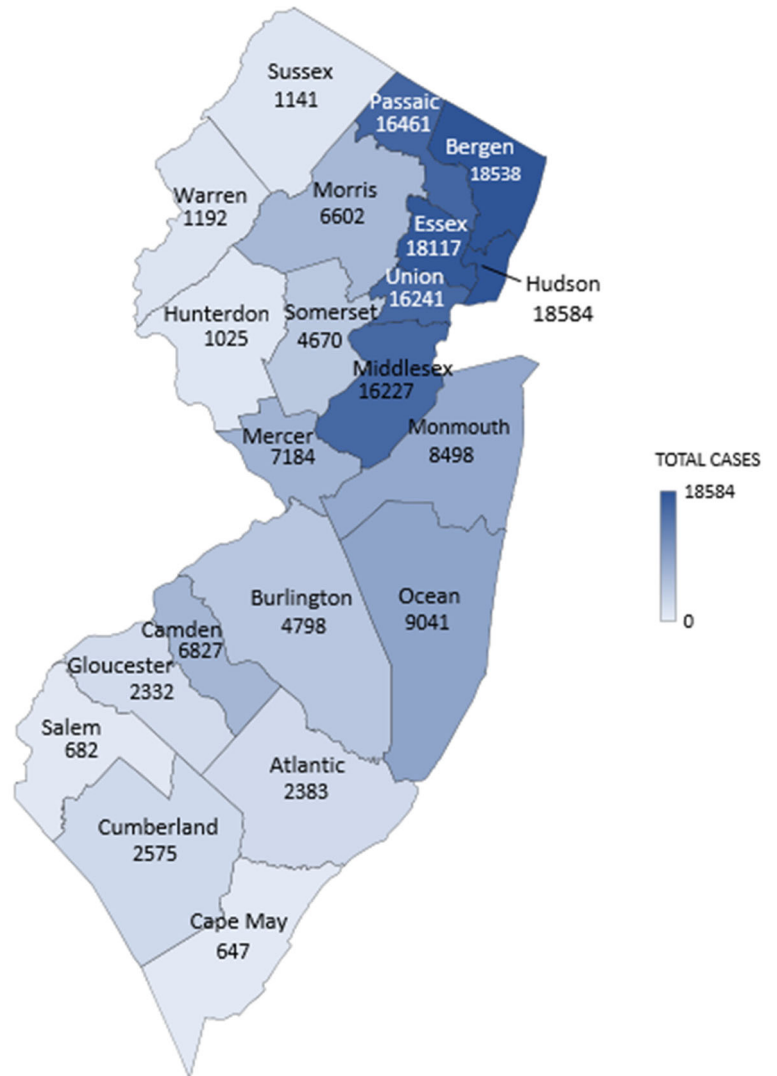 Sussex
1141
Passaic
16461
Bergen
18538
Warren
1192
Morris
6602
Essex
18117
Union
16241
Hudson
18584
Hunterdon
1025
Somerset
4670
Middlesex
16227
Mercer
7184
Monmouth
8498
TOTAL CASES
18584
0
Burlington
4798
Ocean
9041
Camden
6827
Gloucester
2332
Salem
682
Atlantic
2383
Cumberland
2575
Cape May
647